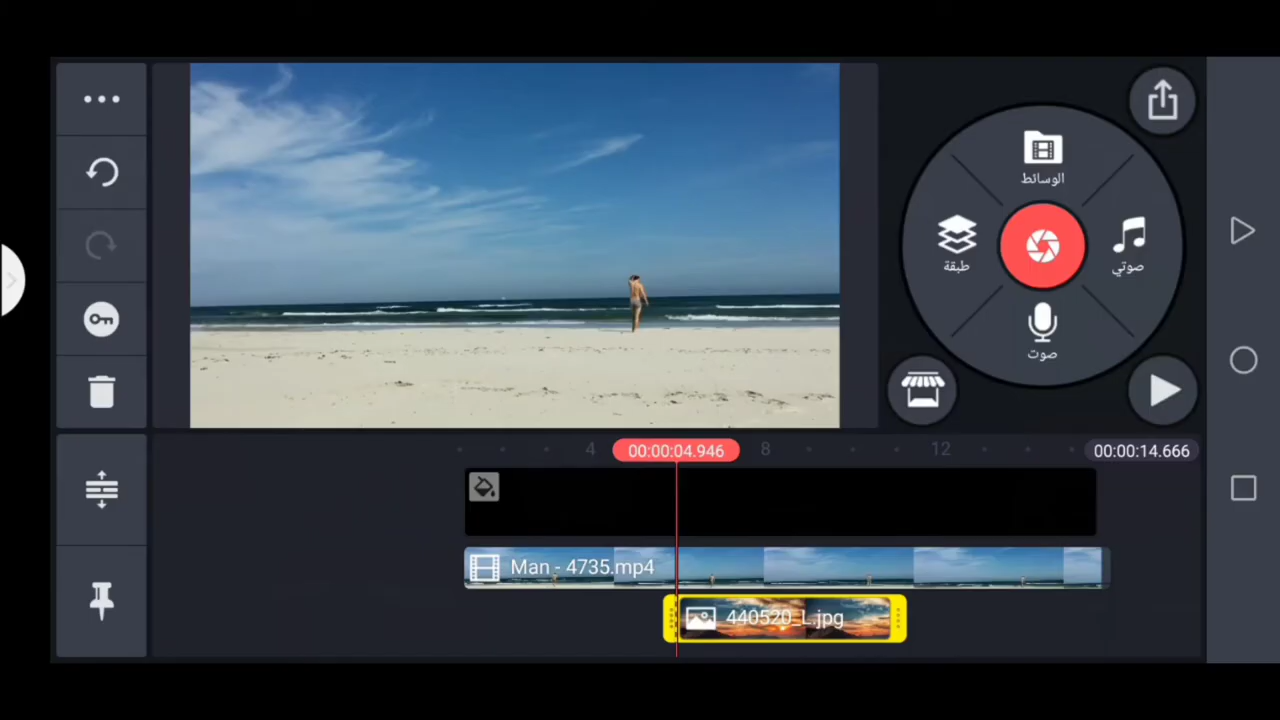 الوسائط
طبقة
صوتي
صوت
4
00:00:04.946
8
12
00:00:14.666
Man - 4735.mp4
440520_L.jpg